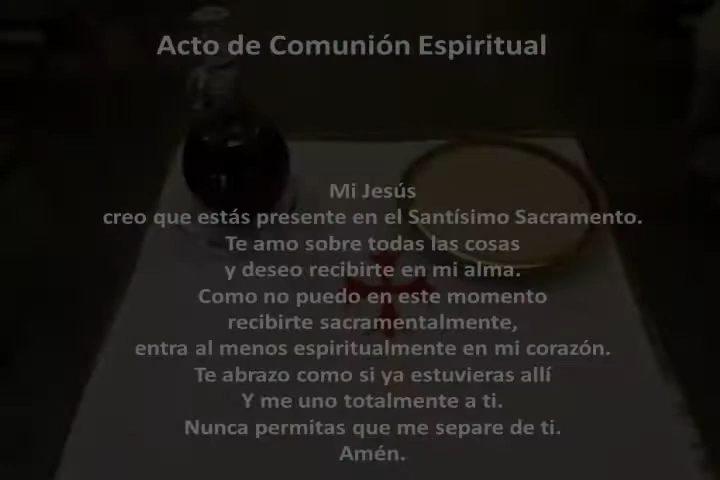 Acto de Comunión Espiritual
Mi Jesús
creo que estás presente en el Santísimo Sacramento.
Te amo sobre todas las cosas
y deseo recibirte en mi alma.
Como no puedo en este momento
recibirte sacramentalmente,
entra al menos espiritualmente en mi corazón.
Te abrazo como si ya estuvieras allí
Y me uno totalmente a ti.
Nunca permitas que me separe de ti.
Amén.